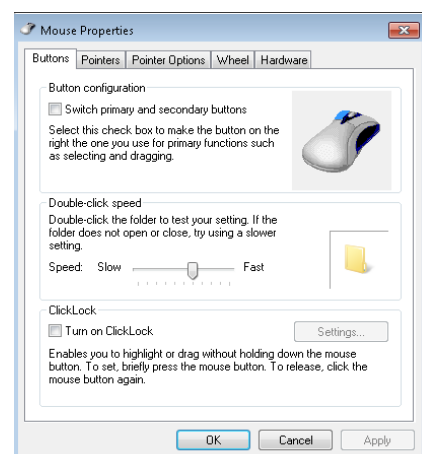 Mouse Properties
Buttons Pointers Pointer Options Wheel Hardware
Button configuration
Switch primary and secondary buttons
Select this check box to make the button on the
right the one you use for primary functions such
as selecting and dragging.
Double-click speed
Double-click the folder to test your setting. If the
folder does not open or close, try using a slower
setting.
Speed: Slow Fast
ClickLock
Turn on ClickLock Settings...
Enables you to highlight or drag without holding down the mouse
button. To set, briefly press the mouse button. To release, click the
mouse button again.
OK Cancel Apply